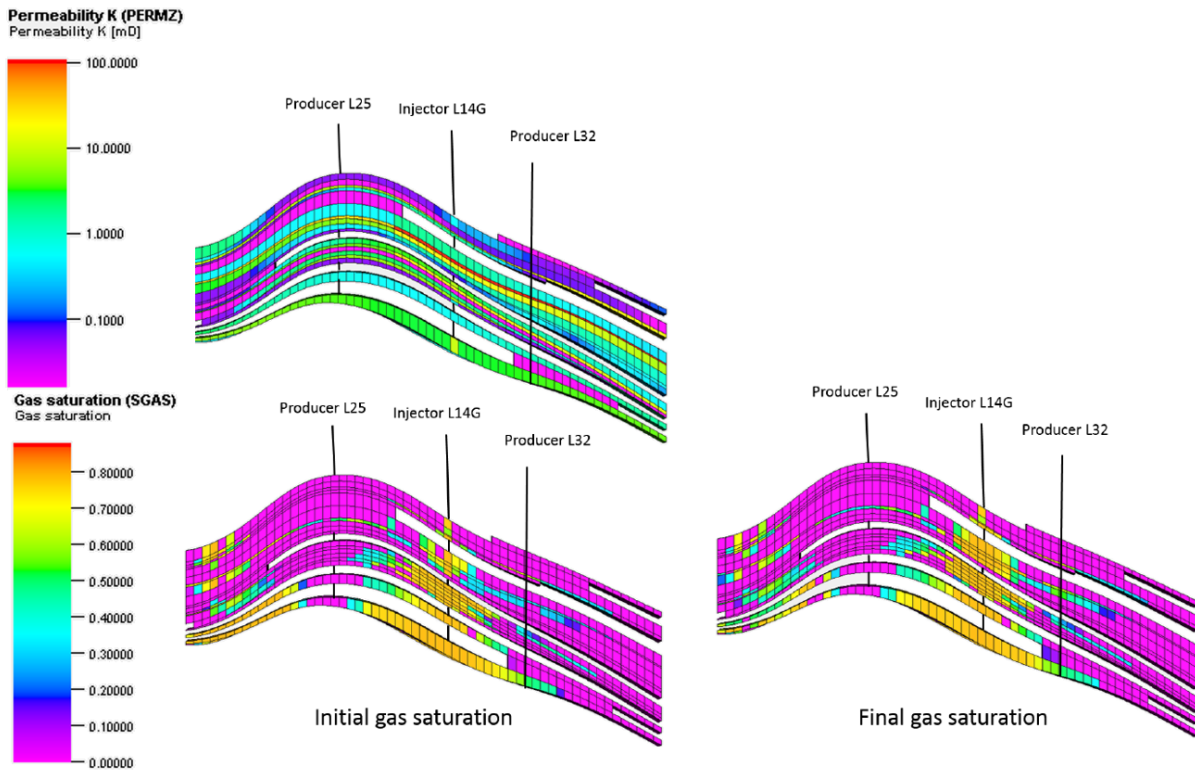 Permeability K (PERMZ)
Permeability K [mD]
100.0000
10.0000
1.0000
0.1000
Producer L25
Injector L14G
Producer L32
Gas saturation (SGAS)
Gas saturation
0.80000
0.70000
0.60000
0.50000
0.40000
0.30000
0.20000
0.10000
0.00000
Producer L25
Injector L14G
Producer L32
Initial gas saturation
Producer L25
Injector L14G
Producer L32
Final gas saturation